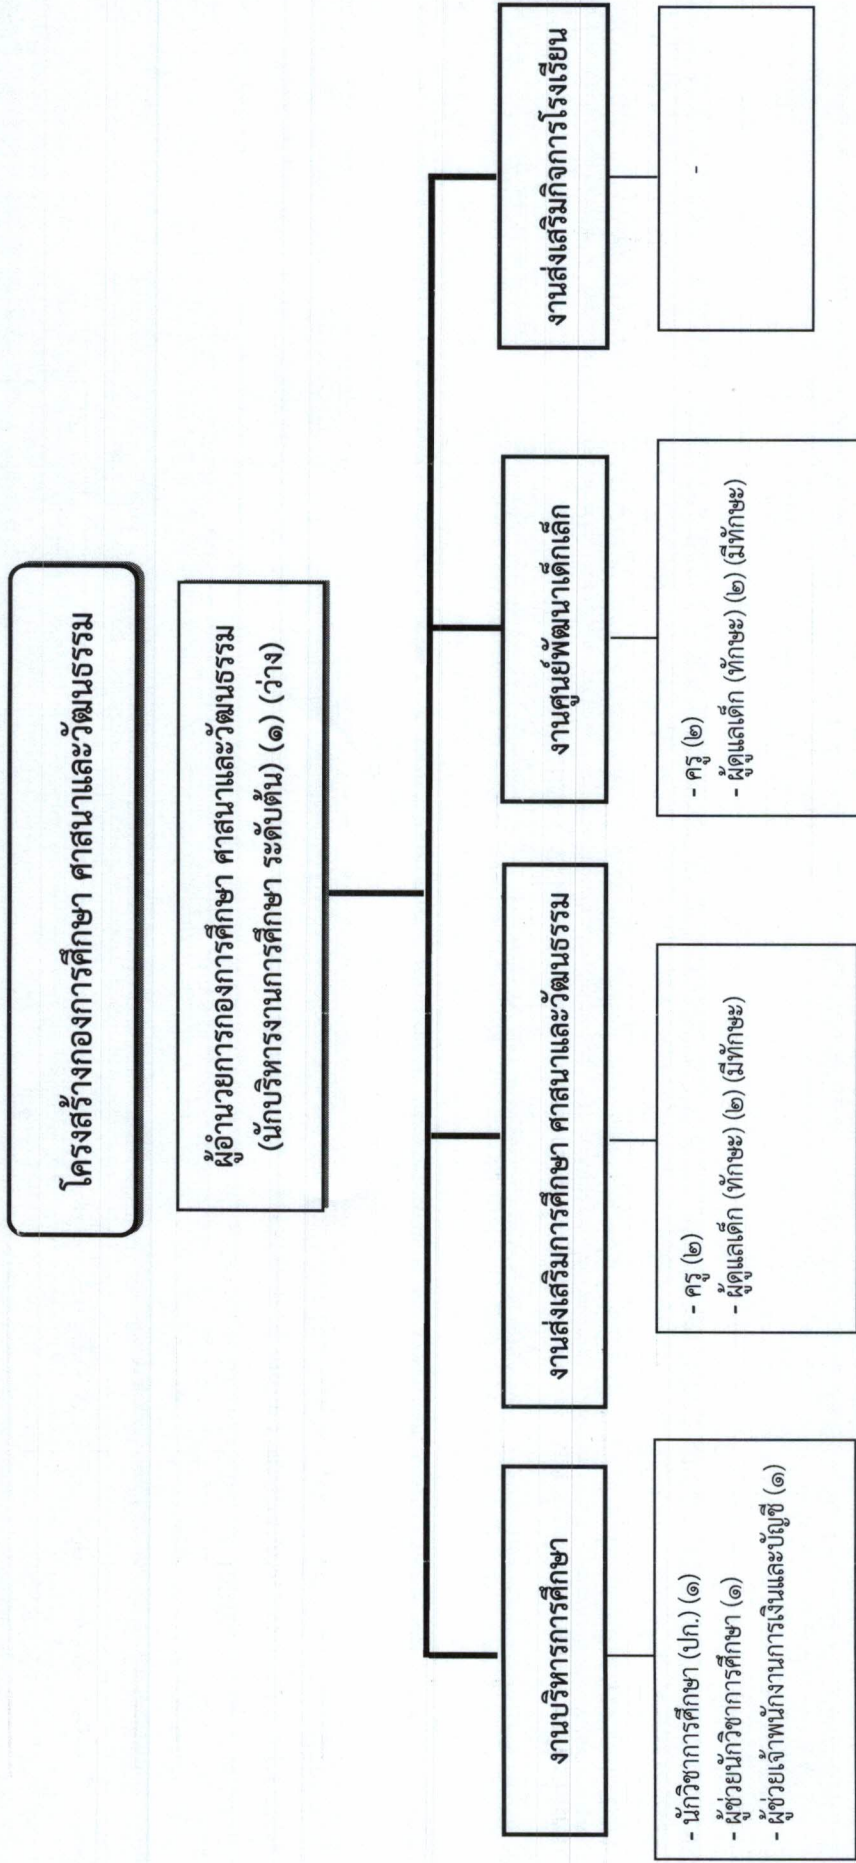 โครงสร้างกองการศึกษา ศาสนาและวัฒนธรรม
ผู้อำนวยการกองการศึกษา ศาสนาและวัฒนธรรม
(นักบริหารงานการศึกษา ระดับต้น) (๑) (ว่าง)
งานบริหารการศึกษา
งานส่งเสริมการศึกษา ศาสนาและวัฒนธรรม
งานศูนย์พัฒนาเด็กเล็ก
งานส่งเสริมกิจการโรงเรียน
- นักวิชาการศึกษา (ปก.) (๑)
- ผู้ช่วยนักวิชาการศึกษา (๑)
- ผู้ช่วยเจ้าพนักงานการเงินและบัญชี (๑)
- ครู (๒)
- ผู้ดูแลเด็ก (ทักษะ) (๒) (มีทักษะ)
- ครู (๒)
- ผู้ดูแลเด็ก (ทักษะ) (๒) (มีทักษะ)
-